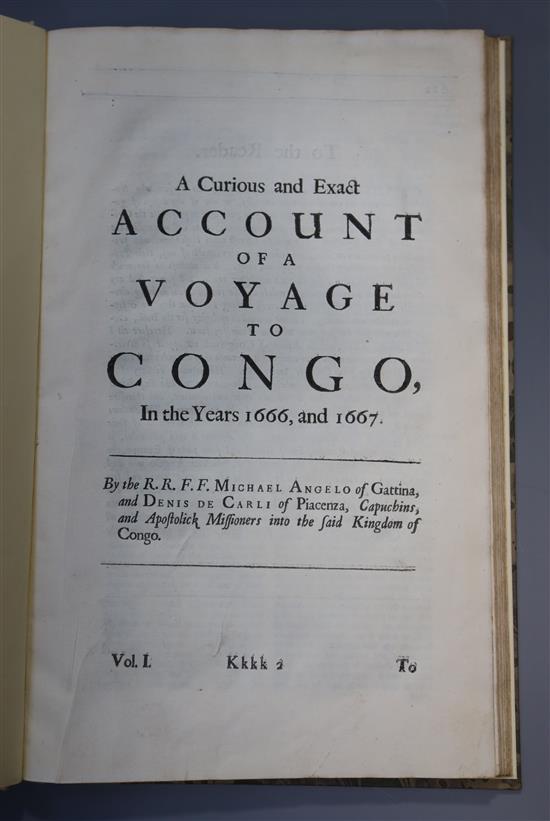 A Curious and Exact
ACCOUNT
OF A
VOYAGE
TO
CONGO,
In the Years 1666, and 1667.
By the R. R. F. F. MICHAEL ANGELO of Gattina,
and DENIS DE CARLI of Piacenza, Capuchins,
and Apoſtolick Miſſioners into the ſaid Kingdom of
Congo.
Vol. I. Kkkk 2 To